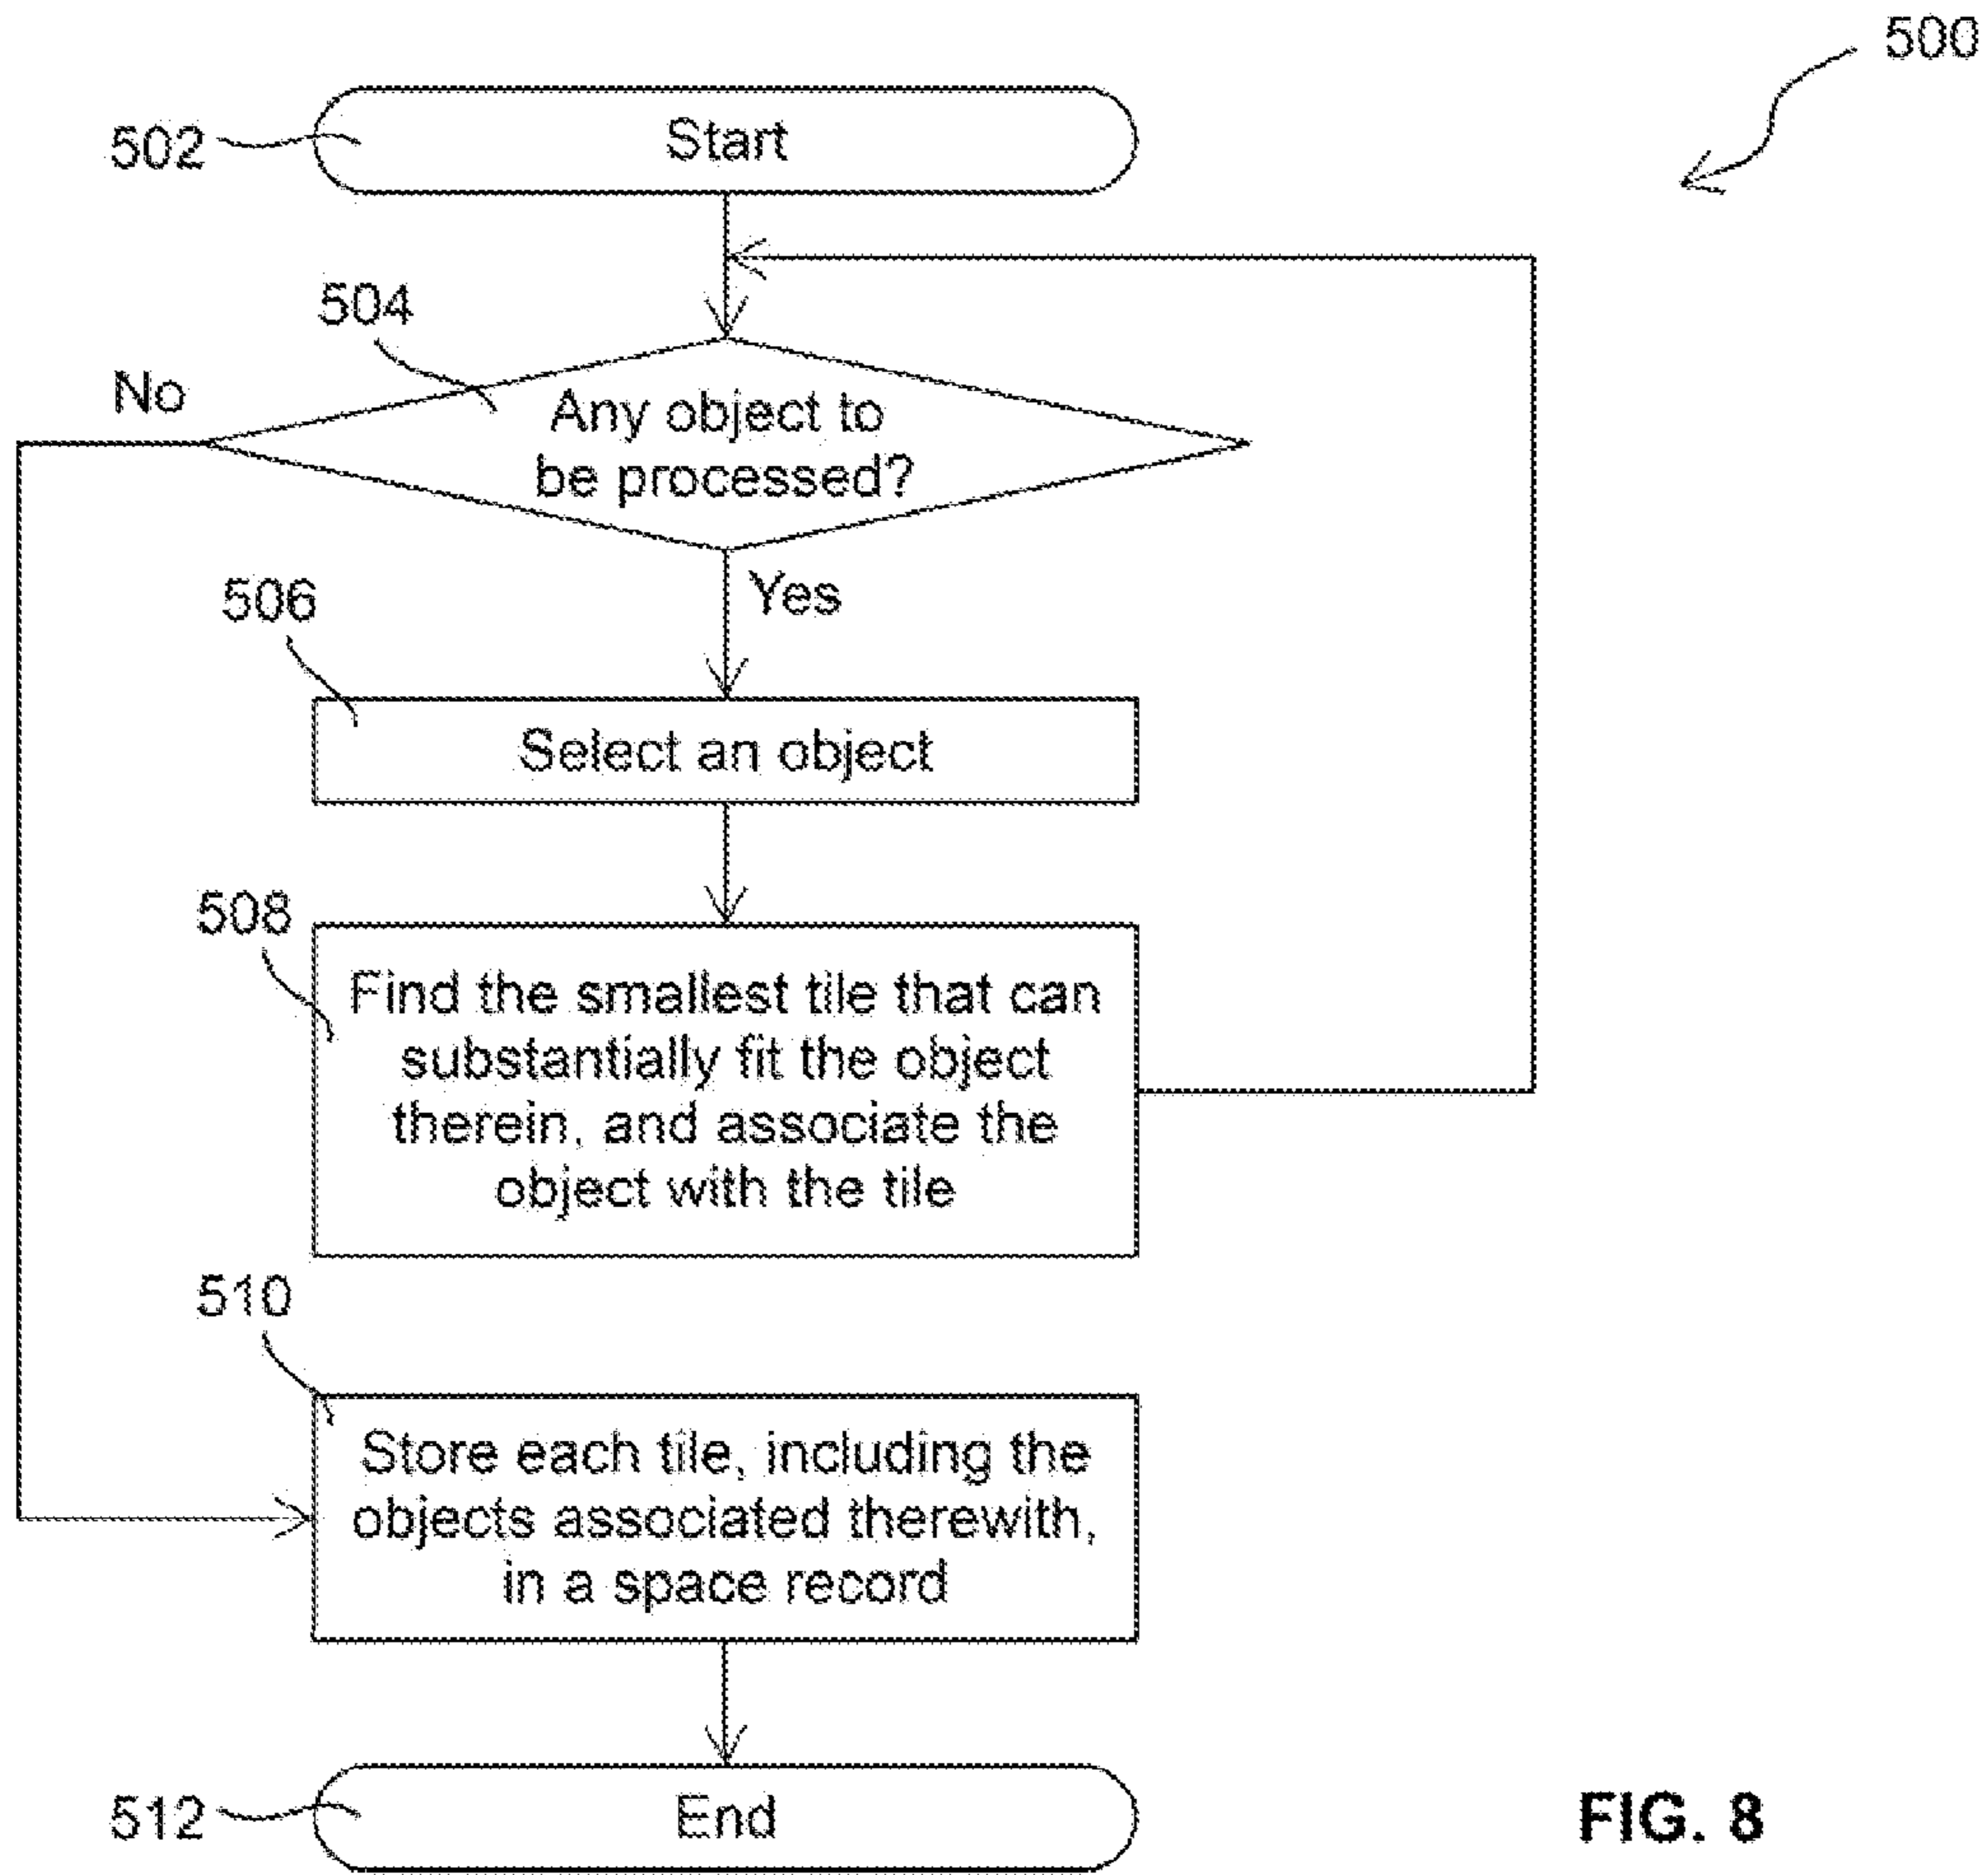 500
502
Start
504
No
Any object to
be processed?
506
Yes
Select an object
508
Find the smallest tile that can
substantially fit the object
therein, and associate the
object with the tile
510
Store each tile, including the
objects associated therewith,
in a space record
512
End
FIG. 8